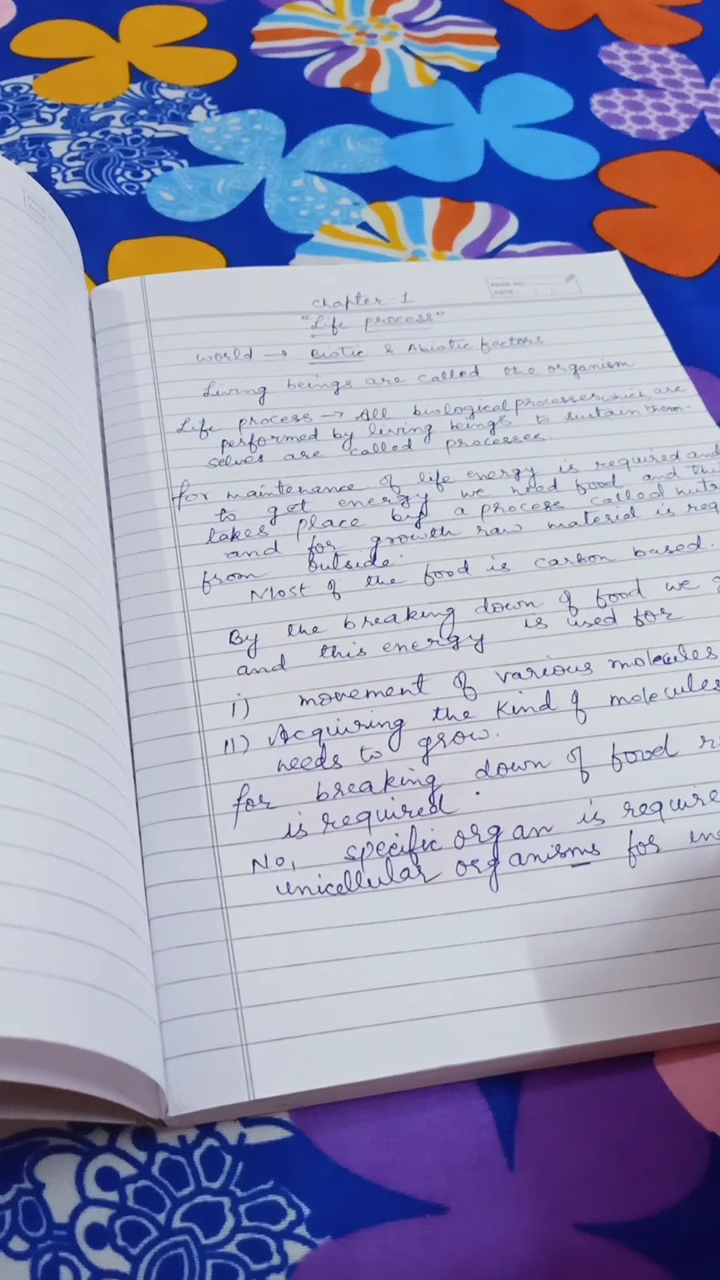 Chapter-1
"Life process"
World → Biotic & Abiotic factors
Living beings are called the organism
Life process → All biological processes which are
performed by living beings to sustain them-
selves are called processes.
for maintenance of life energy is required and
to get energy we need food and this
takes place by a process called nutr
and for growth raw material is req
from outside.
Most of the food is carbon based.
By the breaking down of food we
and this energy is used for
i) movement of various molecules
11) Acquiring the kind of molecules
needs to grow.
for breaking down of food
is required.
No, specific organ is require
unicellular organisms for